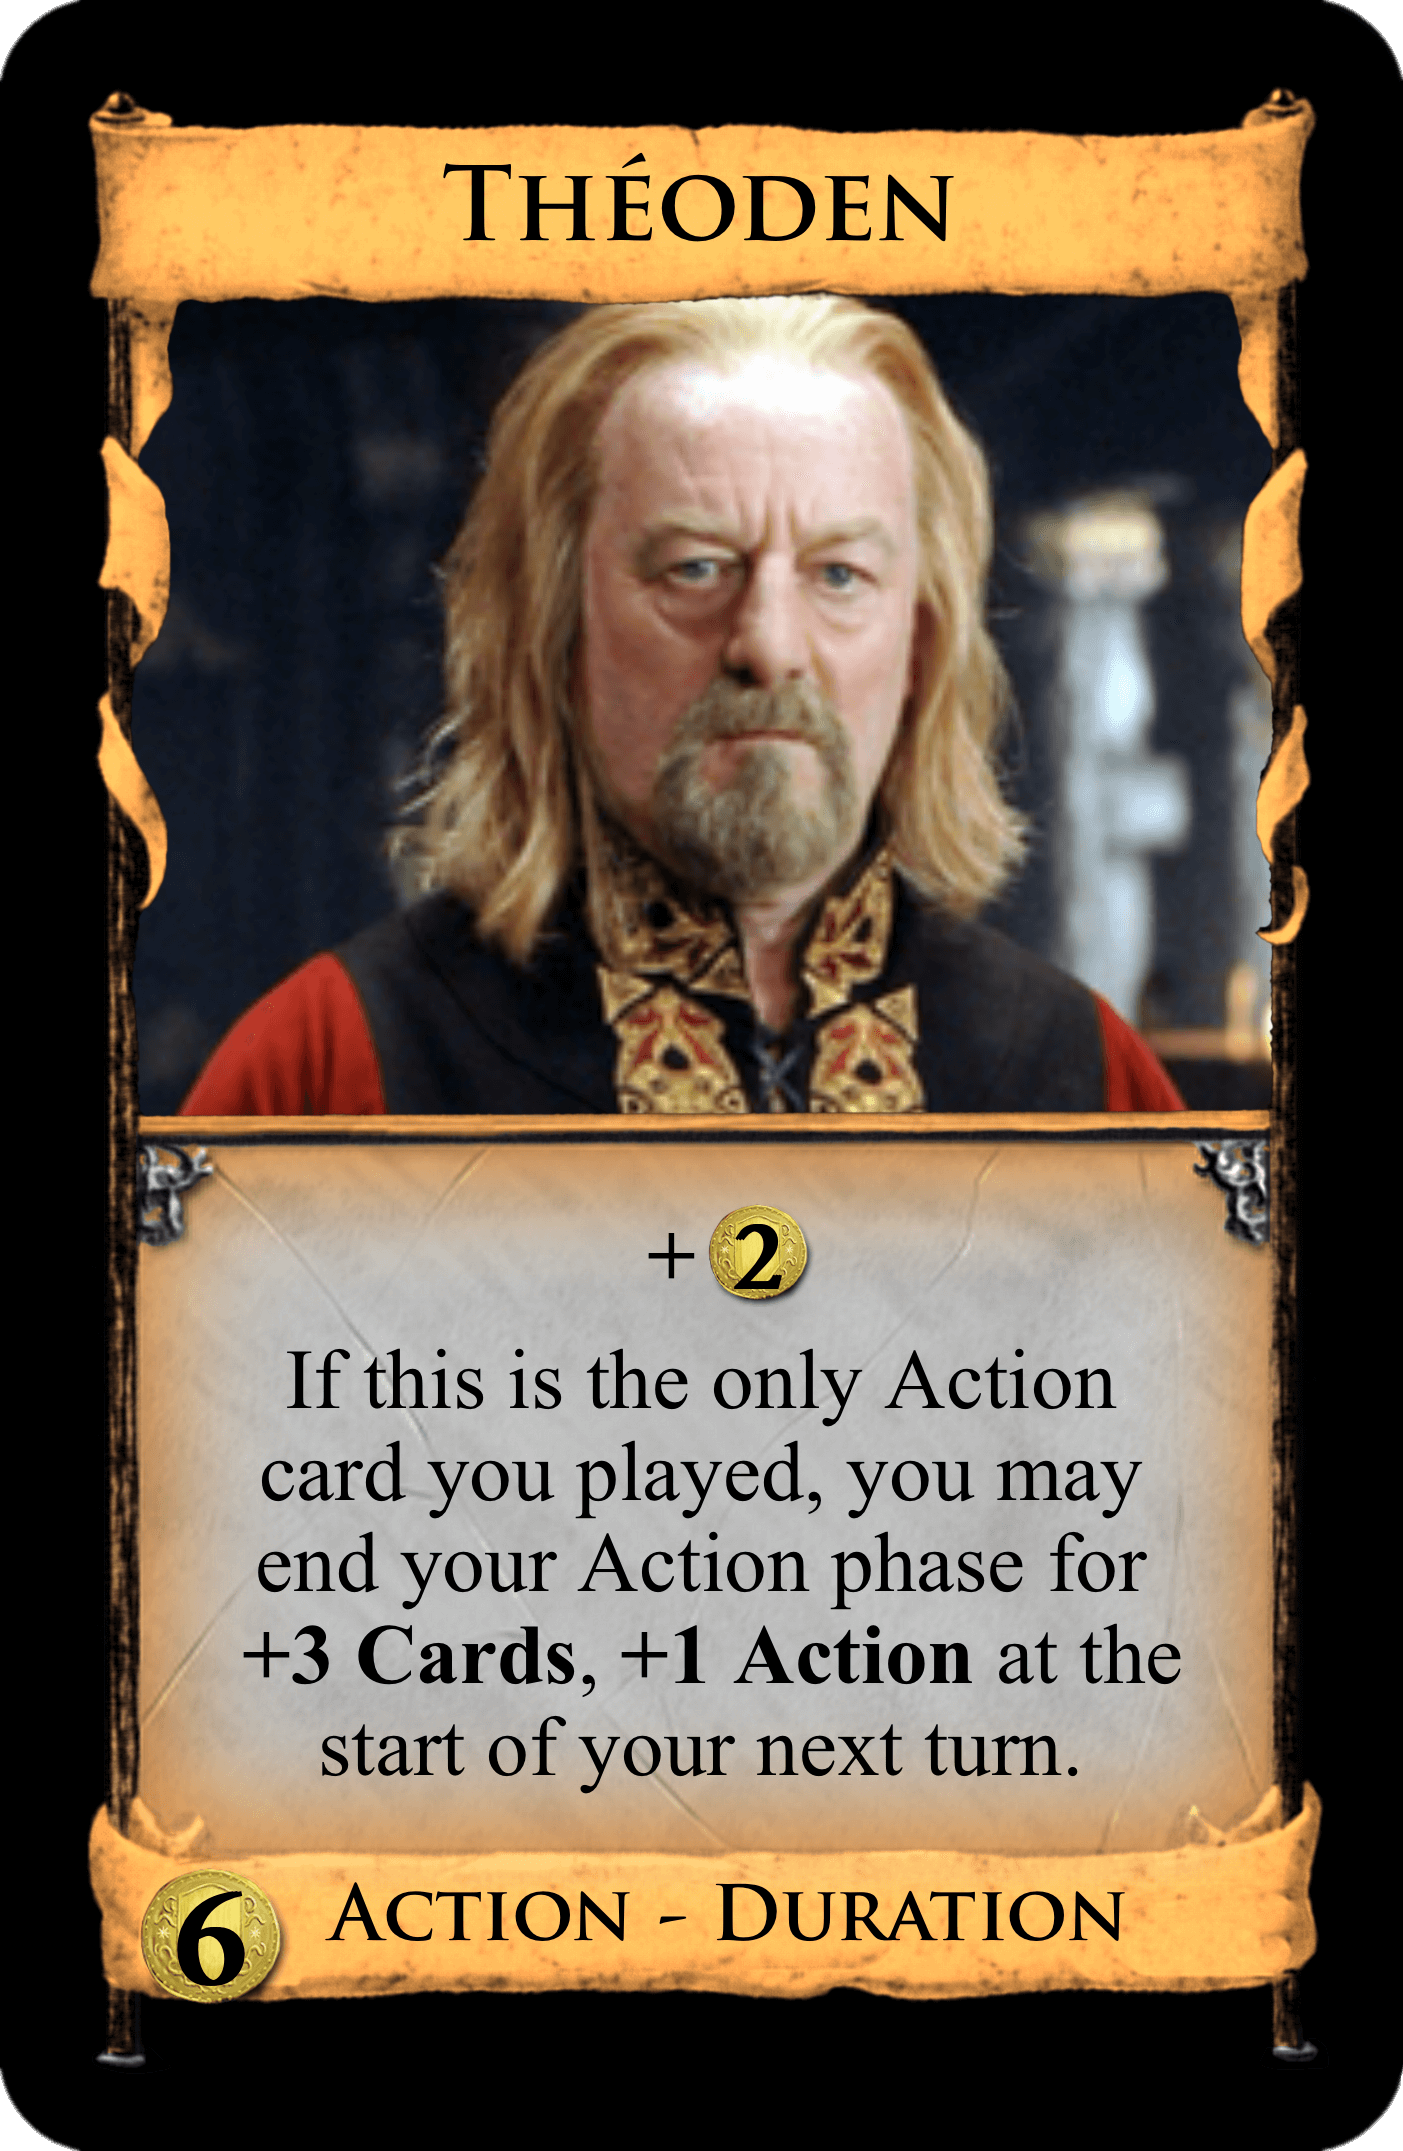 Théoden
+ 2
If this is the only Action
card you played, you may
end your Action phase for
+3 Cards, +1 Action at the
start of your next turn.
6 Action - Duration